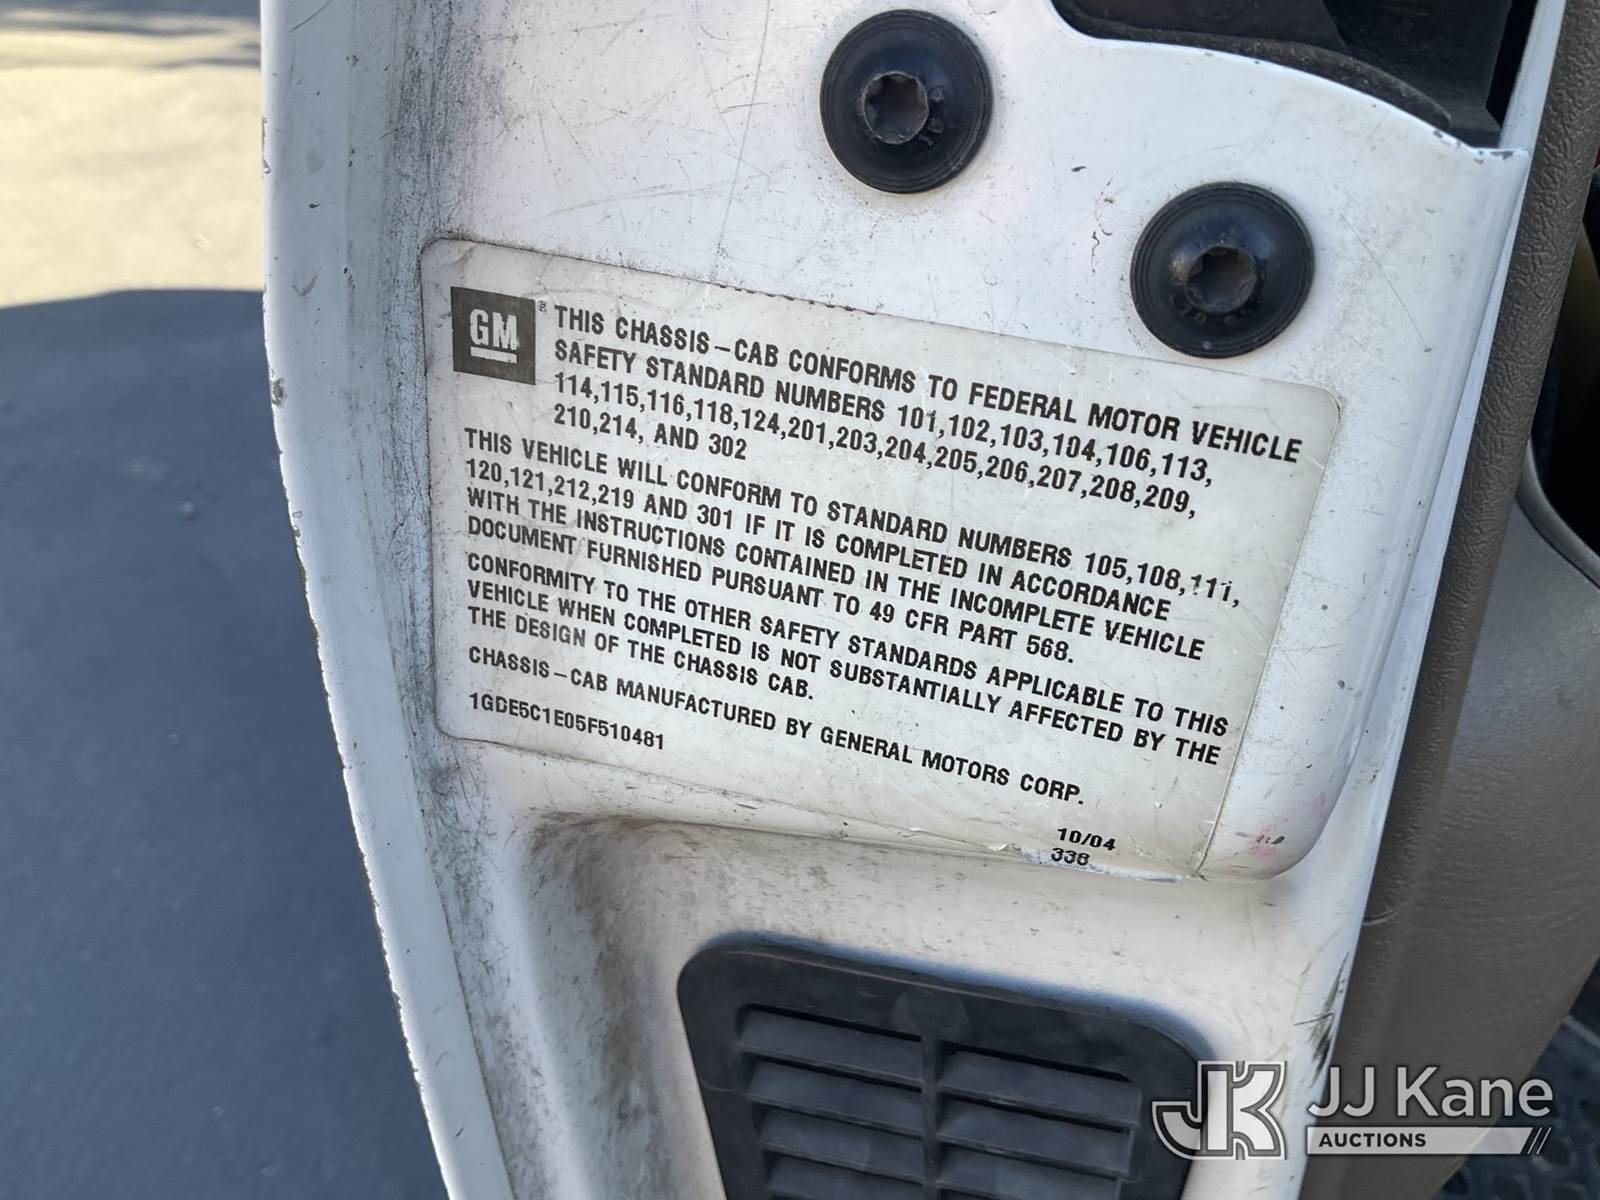 GM ®
THIS CHASSIS-CAB CONFORMS TO FEDERAL MOTOR VEHICLE
SAFETY STANDARD NUMBERS 101,102,103,104,106,113,
114,115,116,118,124,201,203,204,205,206,207,208,209,
210,214, AND 302
THIS VEHICLE WILL CONFORM TO STANDARD NUMBERS 105,108,111,
120,121,212,219 AND 301 IF IT IS COMPLETED IN ACCORDANCE
WITH THE INSTRUCTIONS CONTAINED IN THE INCOMPLETE VEHICLE
DOCUMENT FURNISHED PURSUANT TO 49 CFR PART 568.
CONFORMITY TO THE OTHER SAFETY STANDARDS APPLICABLE TO THIS
VEHICLE WHEN COMPLETED IS NOT SUBSTANTIALLY AFFECTED BY THE
THE DESIGN OF THE CHASSIS CAB.
CHASSIS-CAB MANUFACTURED BY GENERAL MOTORS CORP.
1GDE5C1E05F510481
10/04
338
JK JJ Kane
AUCTIONS